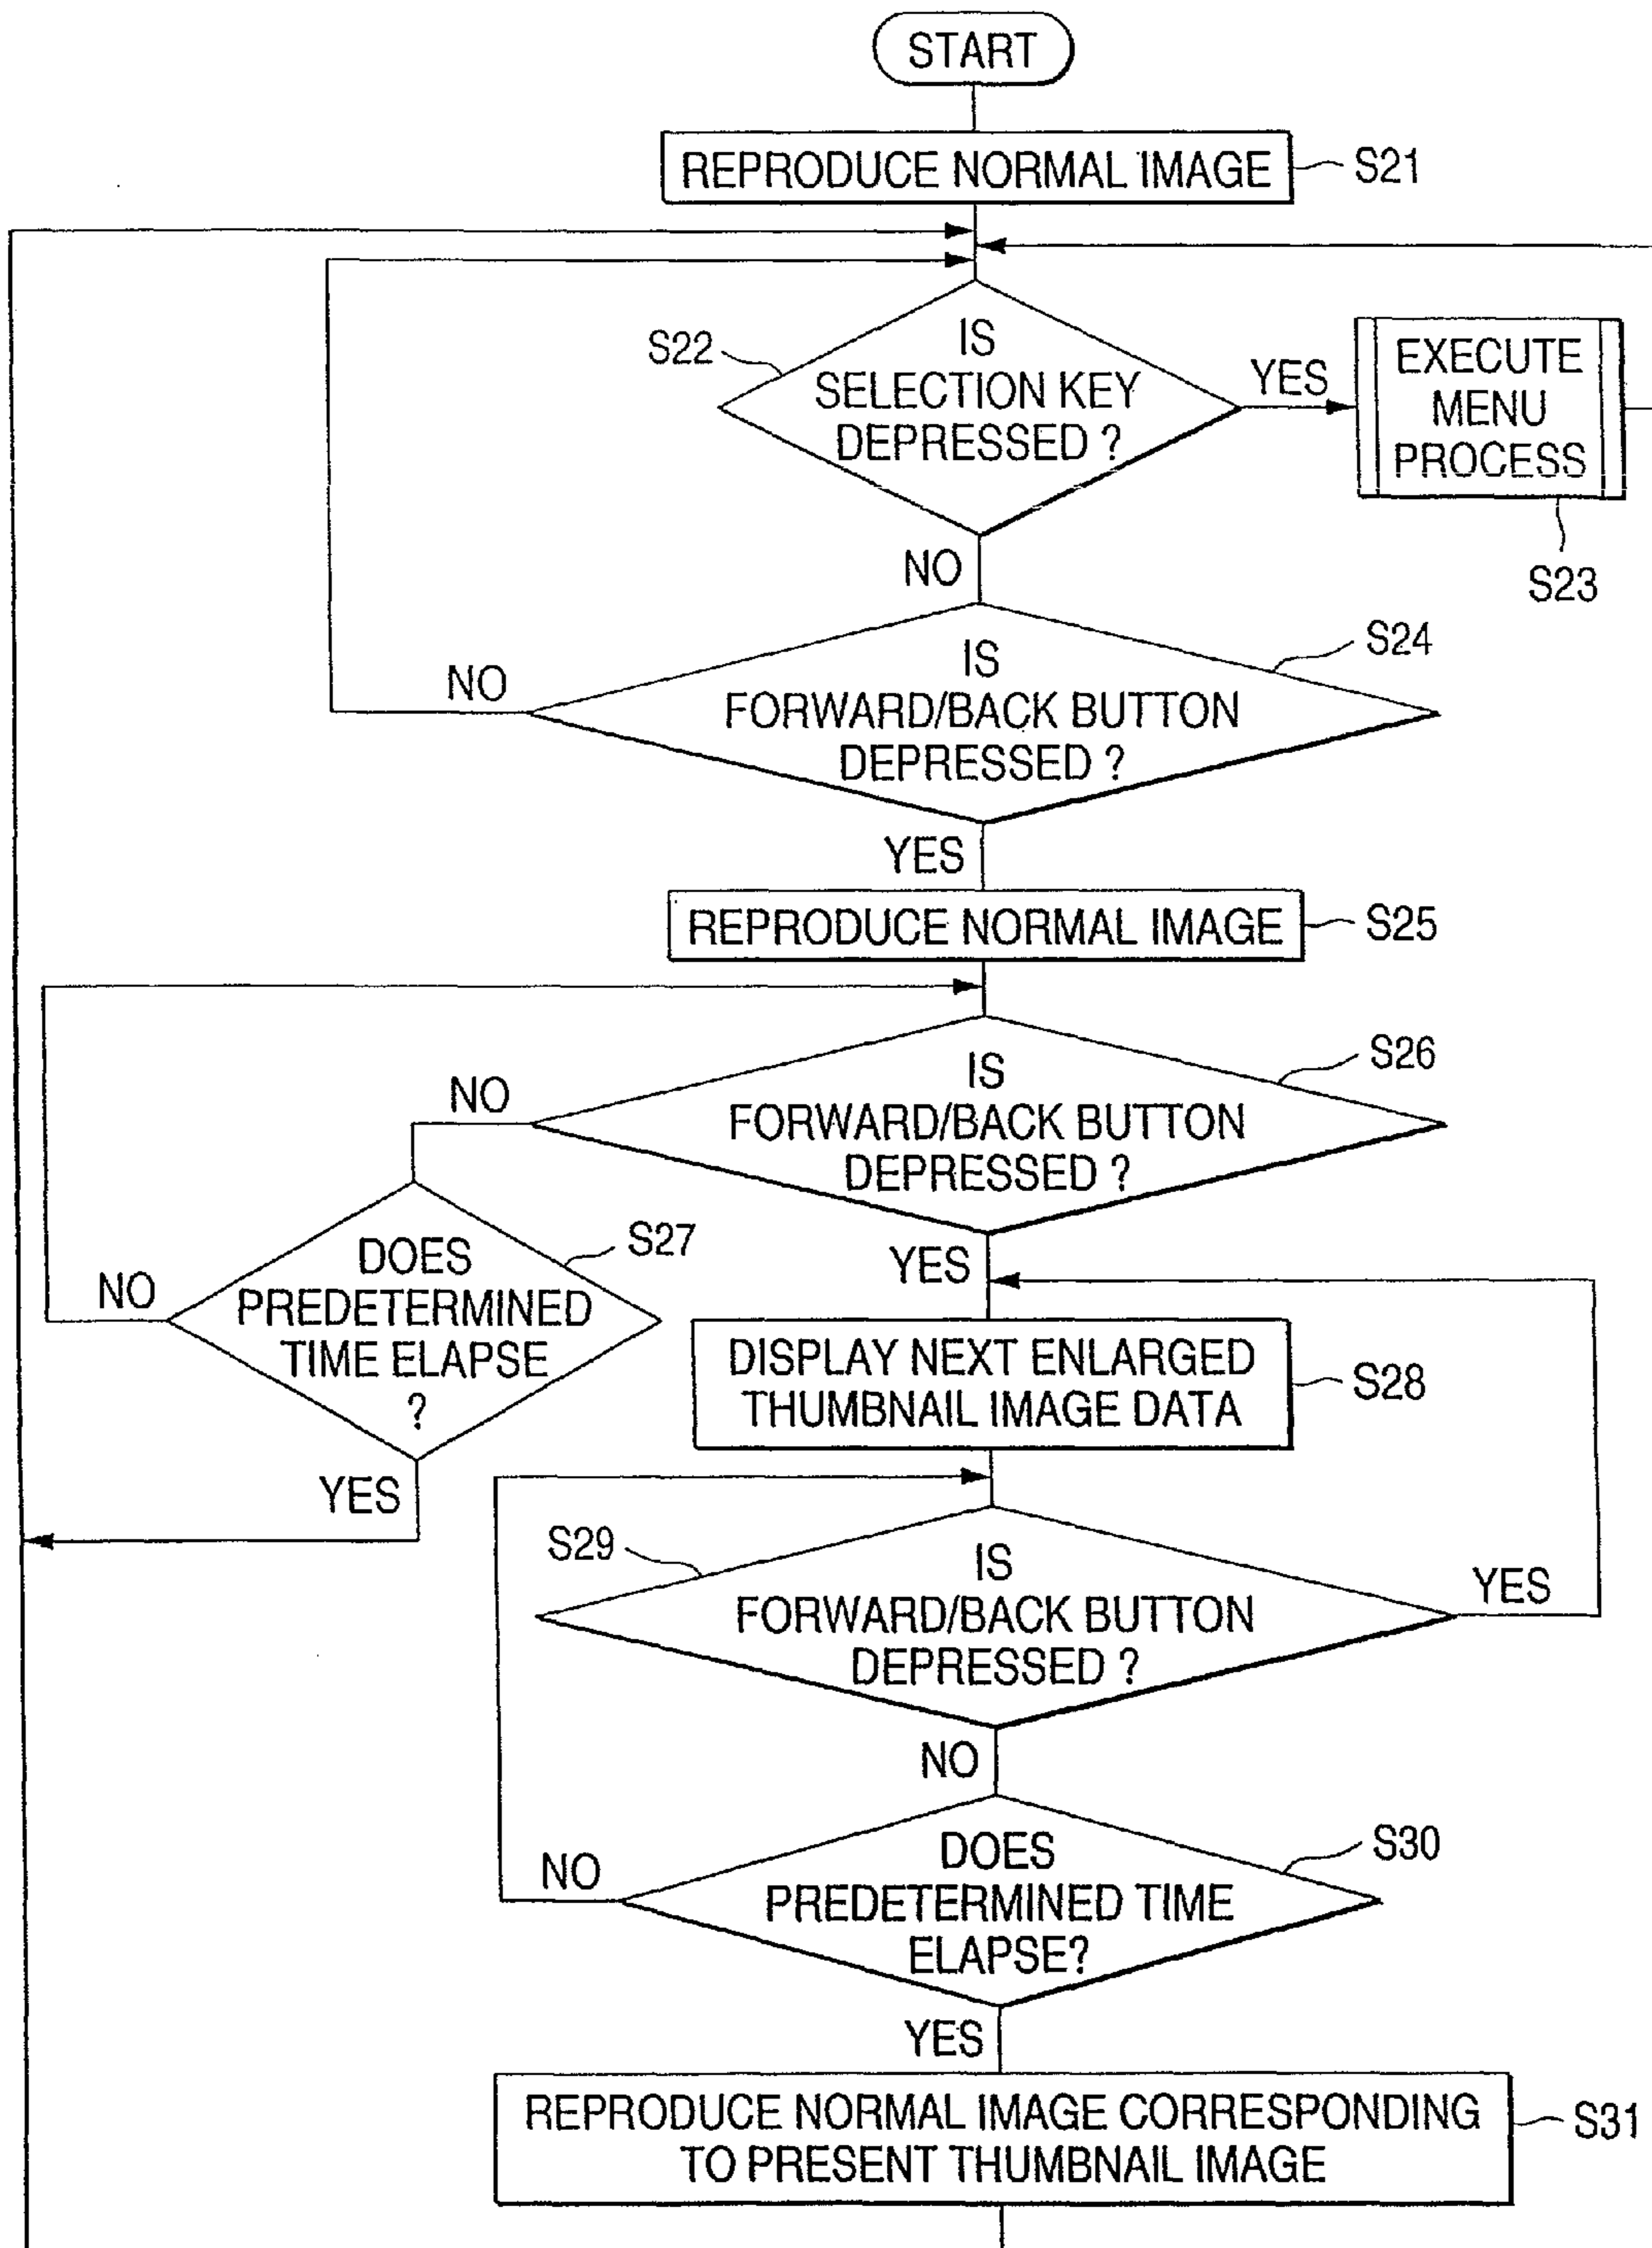 START
REPRODUCE NORMAL IMAGE
S21
S22
IS
SELECTION KEY
DEPRESSED ?
YES
EXECUTE
MENU
PROCESS
S23
NO
S24
IS
FORWARD/BACK BUTTON
DEPRESSED ?
NO
YES
REPRODUCE NORMAL IMAGE
S25
S26
IS
FORWARD/BACK BUTTON
DEPRESSED ?
NO
S27
DOES
PREDETERMINED
TIME ELAPSE
?
NO
YES
YES
DISPLAY NEXT ENLARGED
THUMBNAIL IMAGE DATA
S28
S29
IS
FORWARD/BACK BUTTON
DEPRESSED ?
YES
NO
S30
DOES
PREDETERMINED TIME
ELAPSE?
NO
YES
REPRODUCE NORMAL IMAGE CORRESPONDING
TO PRESENT THUMBNAIL IMAGE
S31